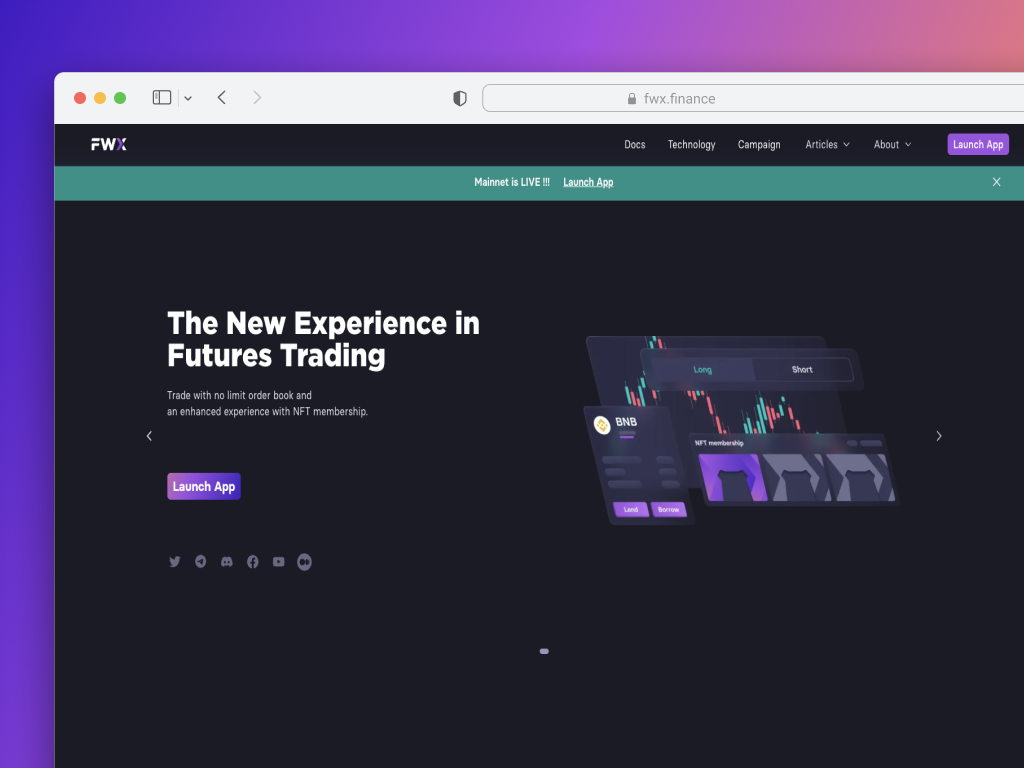 fwx.finance
FWX
Docs Technology Campaign Articles About Launch App
Mainnet is LIVE !!! Launch App
The New Experience in
Futures Trading
Trade with no limit order book and
an enhanced experience with NFT membership.
Launch App
Long Short
BNB
NFT membership
Lend Borrow